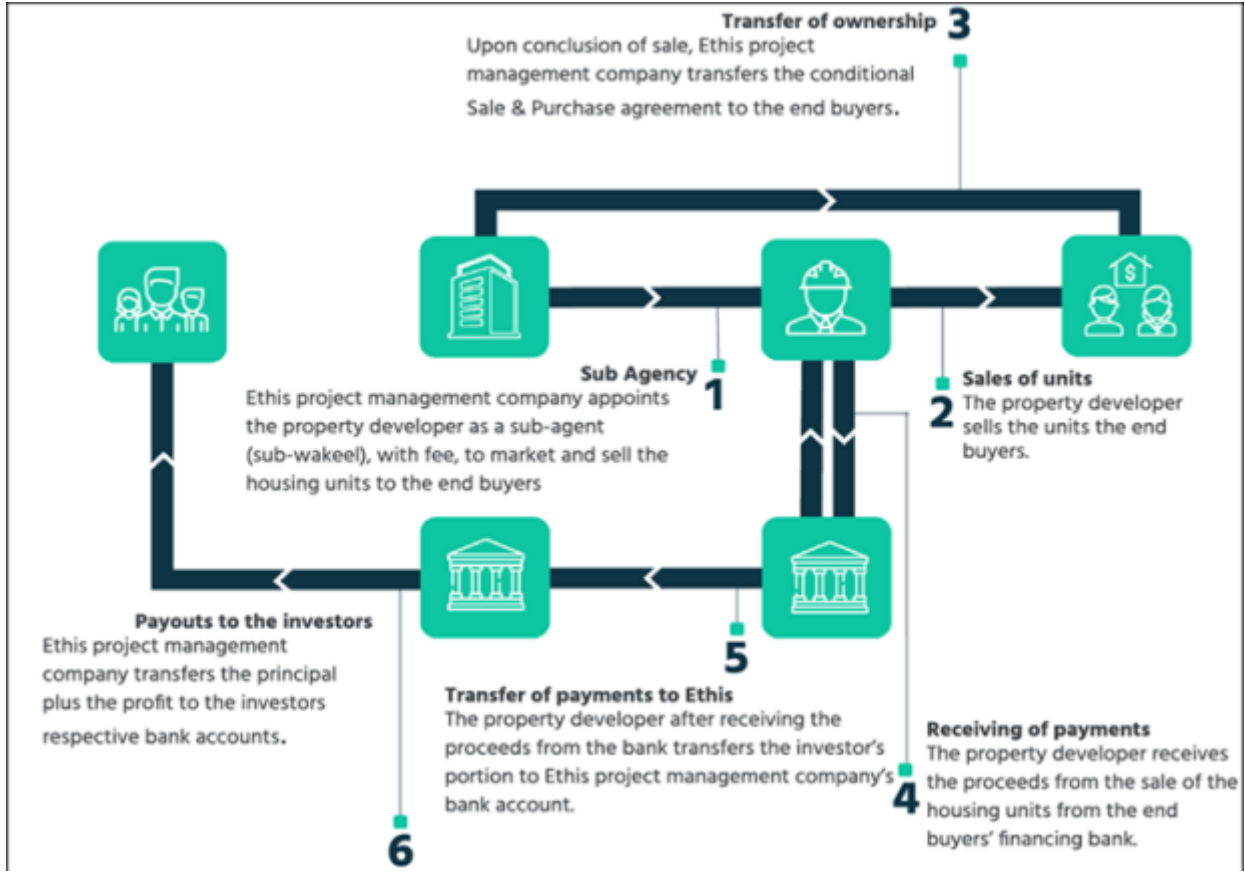 Transfer of ownership 3
Upon conclusion of sale, Ethis project
management company transfers the conditional
Sale & Purchase agreement to the end buyers.
$
Sub Agency 1
Ethis project management company appoints
the property developer as a sub-agent
(sub-wakeel), with fee, to market and sell the
housing units to the end buyers
2 Sales of units
The property developer
sells the units the end
buyers.
Payouts to the investors
Ethis project management
company transfers the principal
plus the profit to the investors
respective bank accounts.
6
5
Transfer of payments to Ethis
The property developer after receiving the
proceeds from the bank transfers the investor's
portion to Ethis project management company's
bank account.
4
Receiving of payments
The property developer receives
the proceeds from the sale of the
housing units from the end
buyers' financing bank.